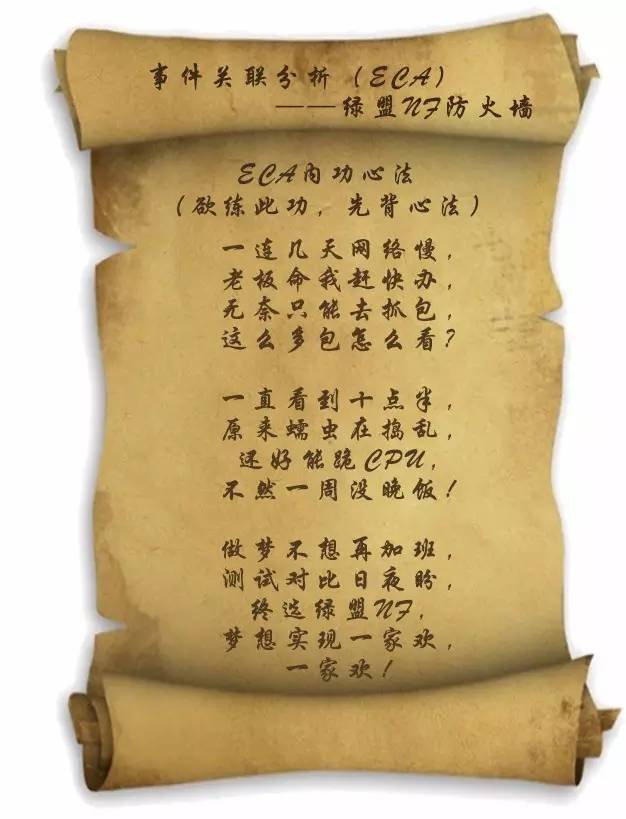 事件关联分析（ECA）
——绿盟NF防火墙
ECA内功心法
（欲练此功，先背心法）
一连几天网络慢，
老板命我赶快办，
无奈只能去抓包，
这么多包怎么看？
一直看到十点半，
原来蠕虫在捣乱，
还好能跪CPU，
不然一周没晚饭！
做梦不想再加班，
测试对比日夜盼，
终选绿盟NF，
梦想实现一家欢，
一家欢！